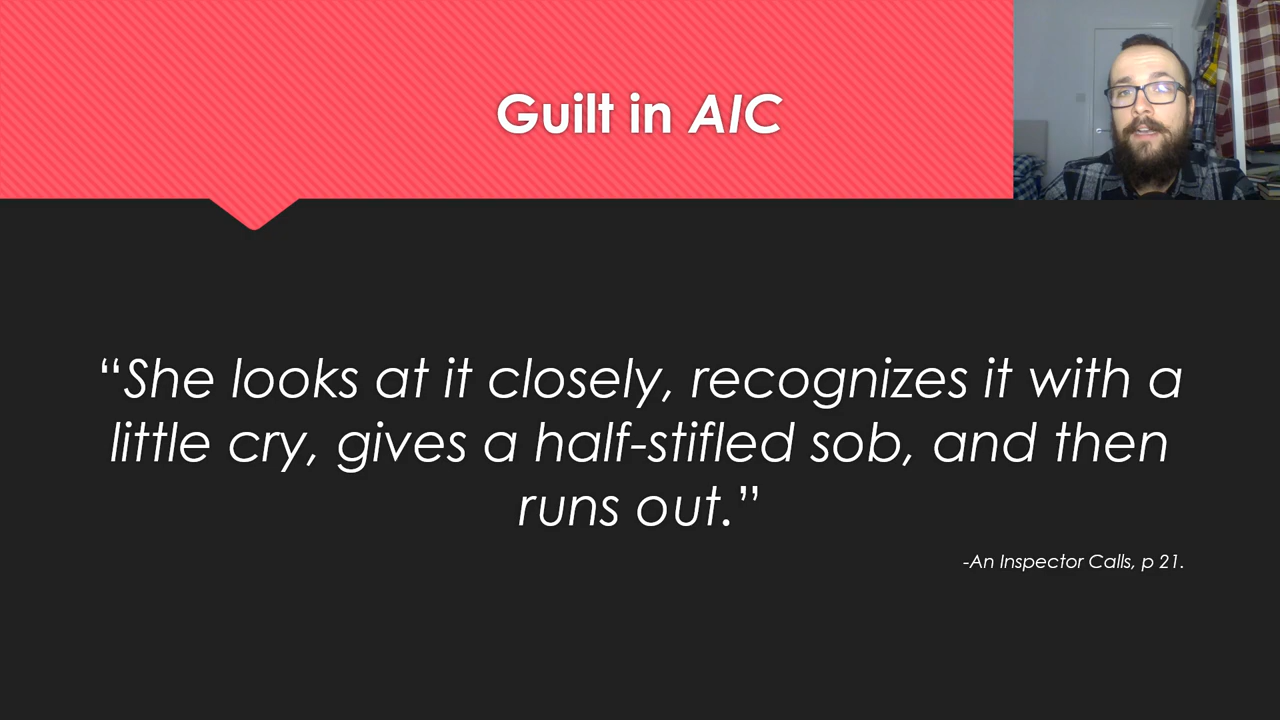 Guilt in AIC
“She looks at it closely, recognizes it with a
little cry, gives a half-stifled sob, and then
runs out.”
-An Inspector Calls, p 21.